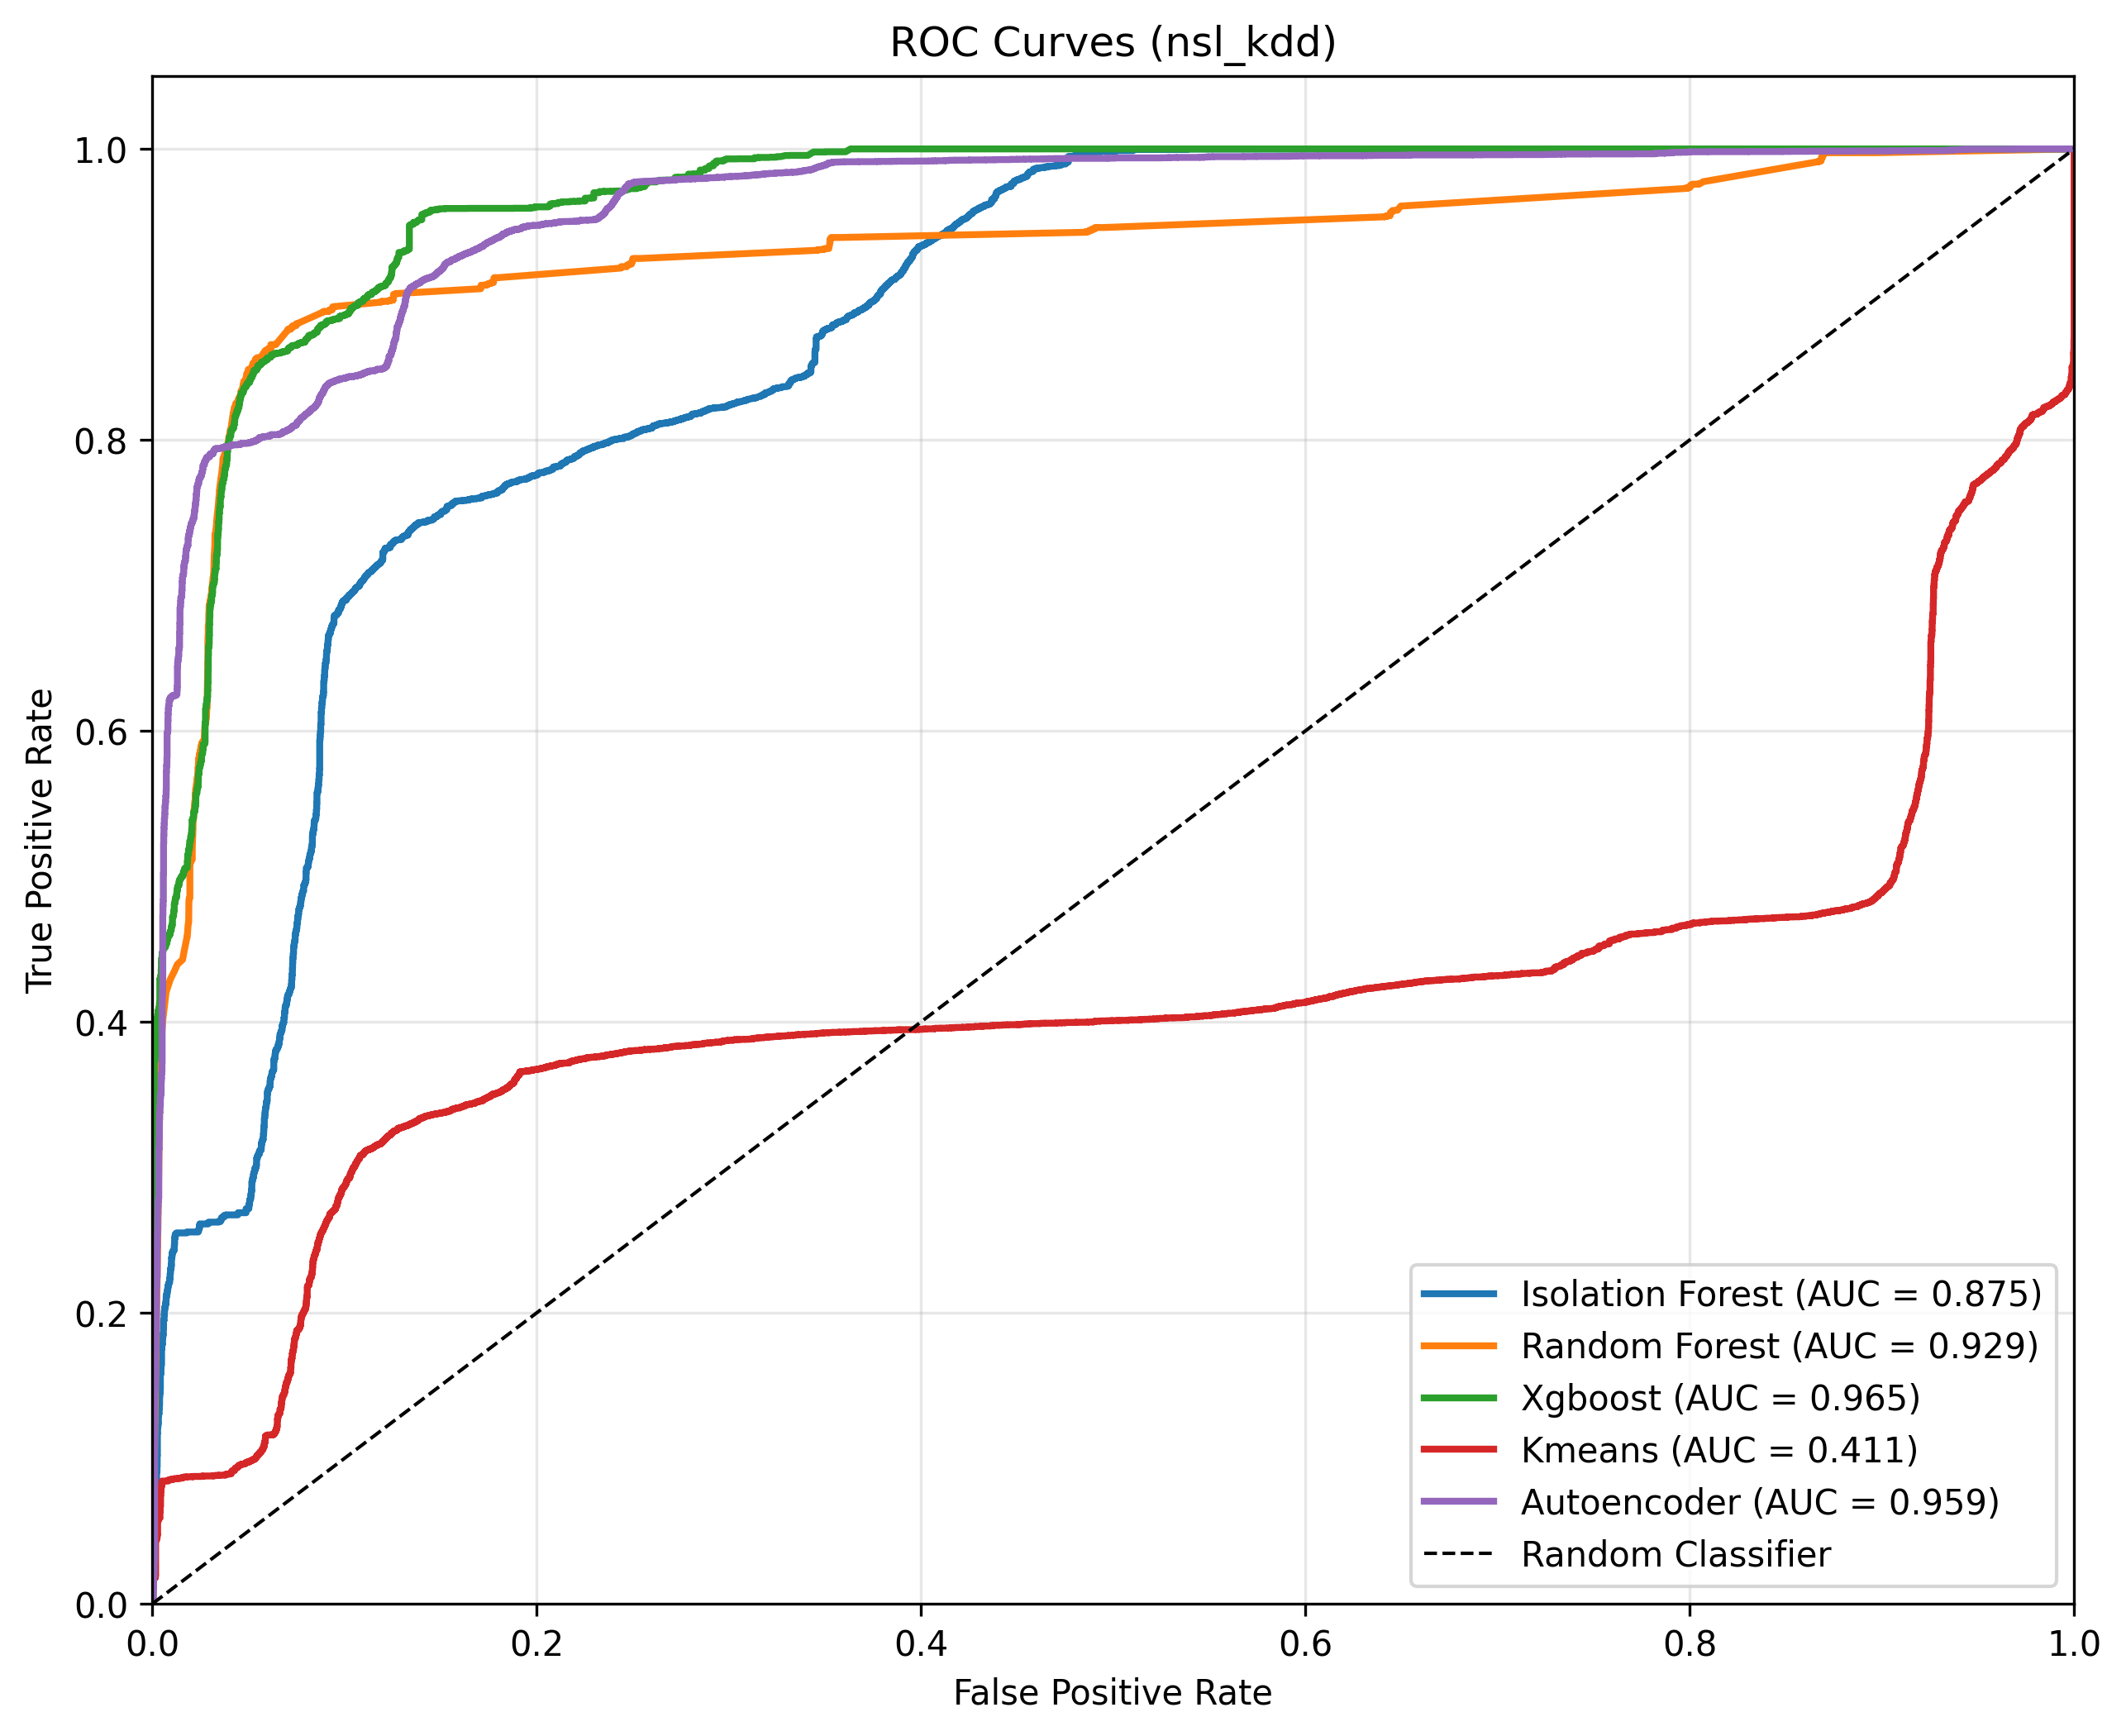 ROC Curves (nsl_kdd)
1.0
0.8
0.6
0.4
0.2
0.0
True Positive Rate
Isolation Forest (AUC = 0.875)
Random Forest (AUC = 0.929)
Xgboost (AUC = 0.965)
Kmeans (AUC = 0.411)
Autoencoder (AUC = 0.959)
Random Classifier
0.0 0.2 0.4 0.6 0.8 1.0
False Positive Rate